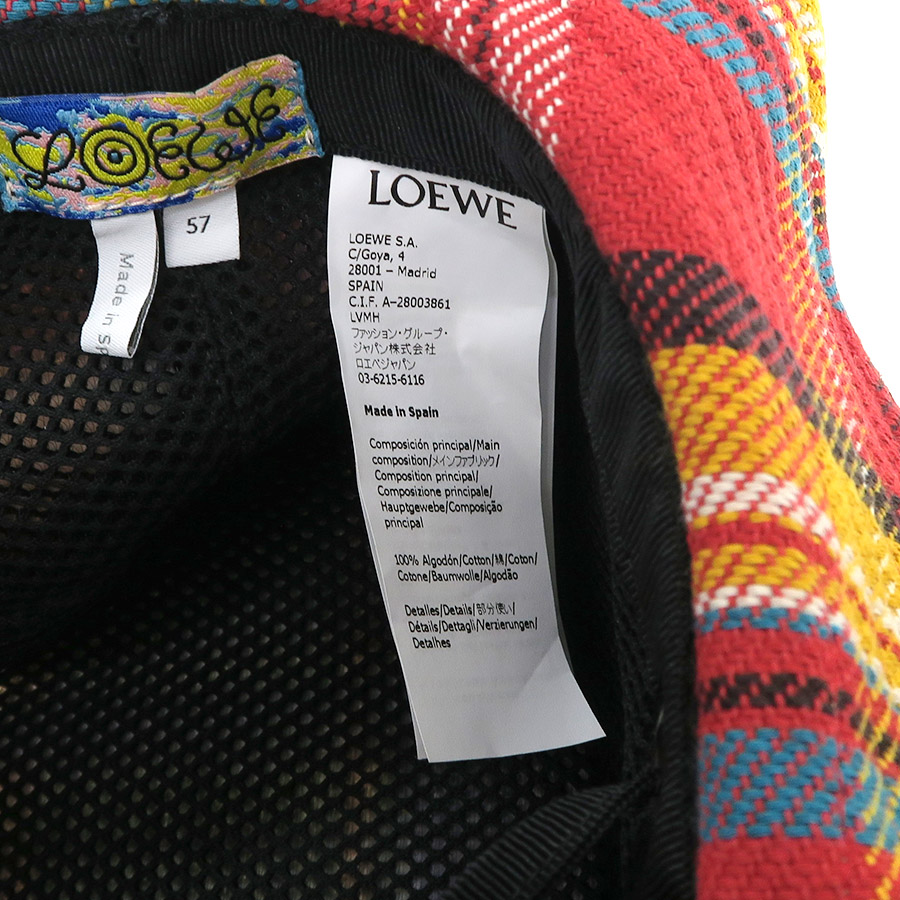 LOEWE
57
Made in Sp
LOEWE
LOEWE S.A.
C/Goya, 4
28001 – Madrid
SPAIN
C.I.F. A–28003861
LVMH
ファッション・グループ・
ジャパン株式会社
ロエベジャパン
03-6215-6116
Made in Spain
Composición principal/Main
composition/メインファブリック/
Composition principal/
Composizione principale/
Hauptgewebe/Composição
principal
100% Algodón/Cotton/綿/Coton/
Cotone/Baumwolle/Algodão
Detalles/Details/部分使い/
Détails/Dettagli/Verzierungen/
Detalhes